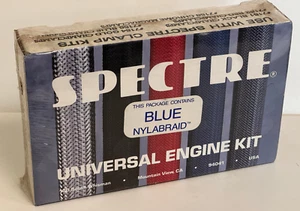 USE WITH SPECTRE CLAMP KITS
SPECTRE®
THIS PACKAGE CONTAINS
BLUE
NYLABRAID™
UNIVERSAL ENGINE KIT
Mountain View, CA • 94041 • USA